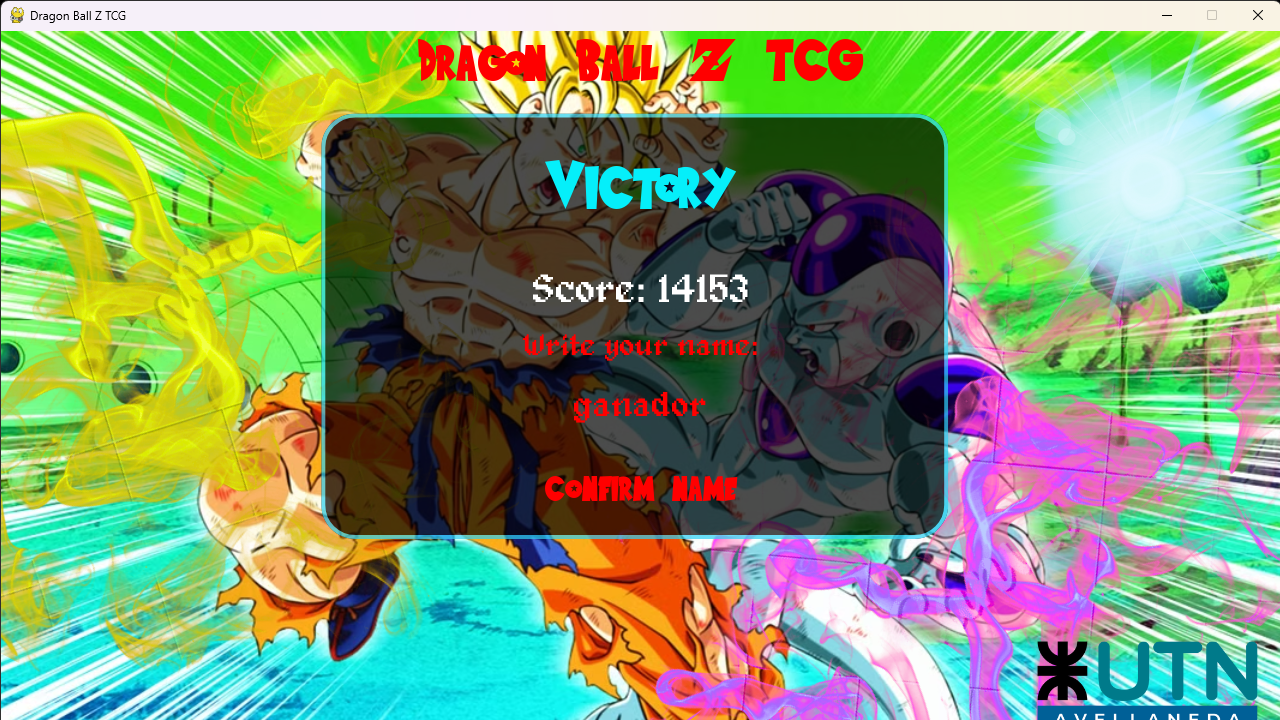 Dragon Ball Z TCG
Dragon Ball Z TCG
Victory
Score: 14153
Write your name:
ganador
Confirm Name
UTN
AVELLANEDA